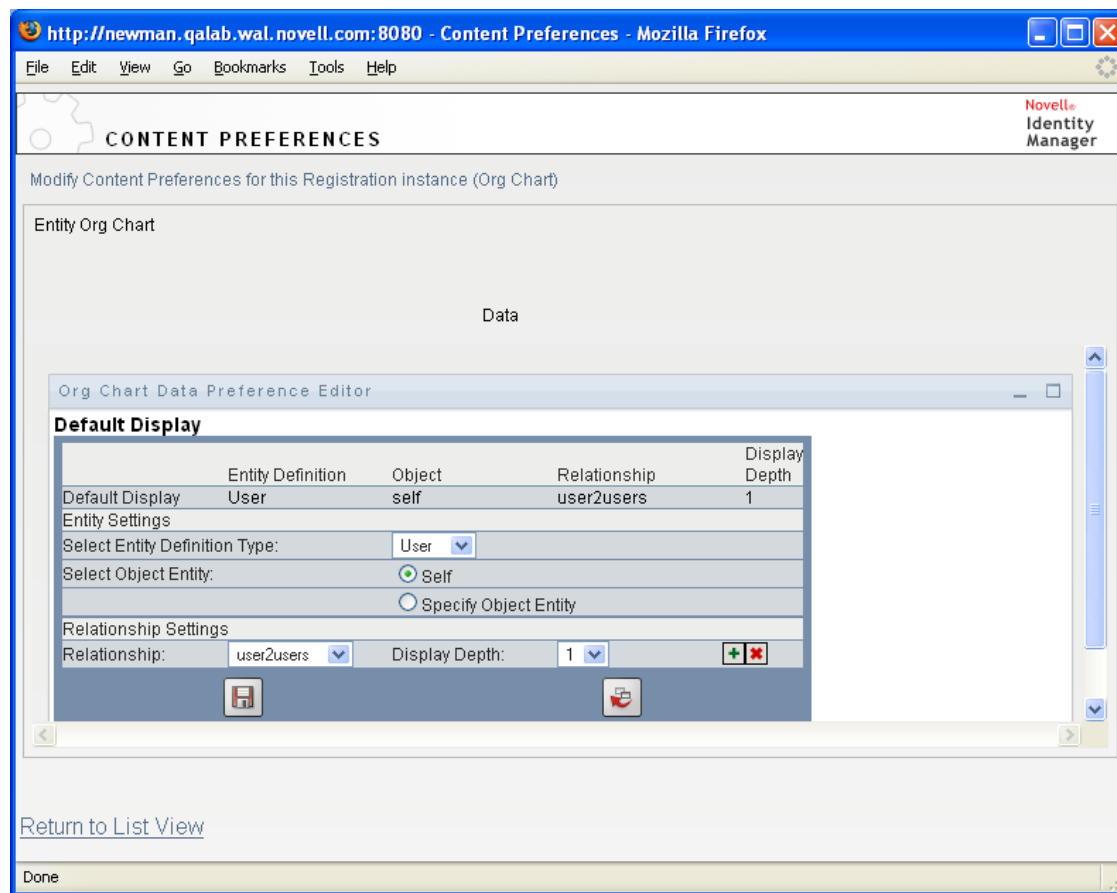 http://newman.qalab.wal.novell.com:8080 - Content Preferences - Mozilla Firefox
File Edit View Go Bookmarks Tools Help
Novell®
Identity
Manager
CONTENT PREFERENCES
Modify Content Preferences for this Registration instance (Org Chart)
Entity Org Chart
Data
Org Chart Data Preference Editor
Default Display
Entity Definition Object Relationship Display Depth
Default Display User self user2users 1
Entity Settings
Select Entity Definition Type: User
Select Object Entity: Self
Specify Object Entity
Relationship Settings
Relationship: user2users Display Depth: 1
Return to List View
Done